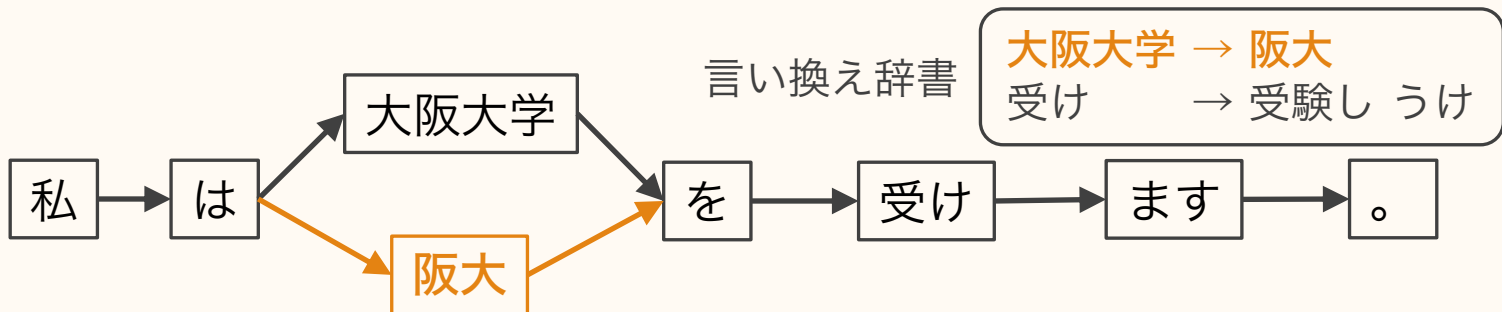 言い換え辞書
大阪大学 → 阪大
受け → 受験し うけ
大阪大学
私 は を 受け ます 。
阪大